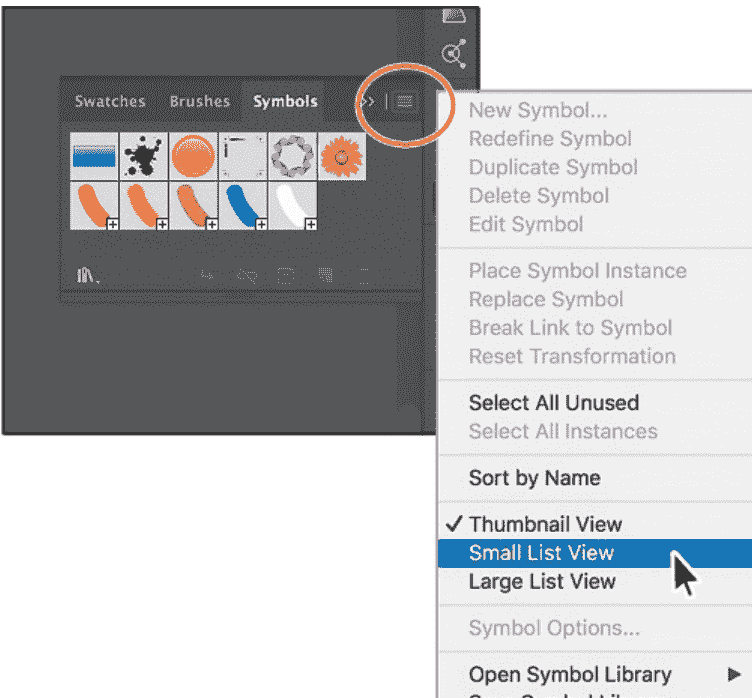 Swatches Brushes Symbols
New Symbol...
Redefine Symbol
Duplicate Symbol
Delete Symbol
Edit Symbol
Place Symbol Instance
Replace Symbol
Break Link to Symbol
Reset Transformation
Select All Unused
Select All Instances
Sort by Name
Thumbnail View
Small List View
Large List View
Symbol Options...
Open Symbol Library